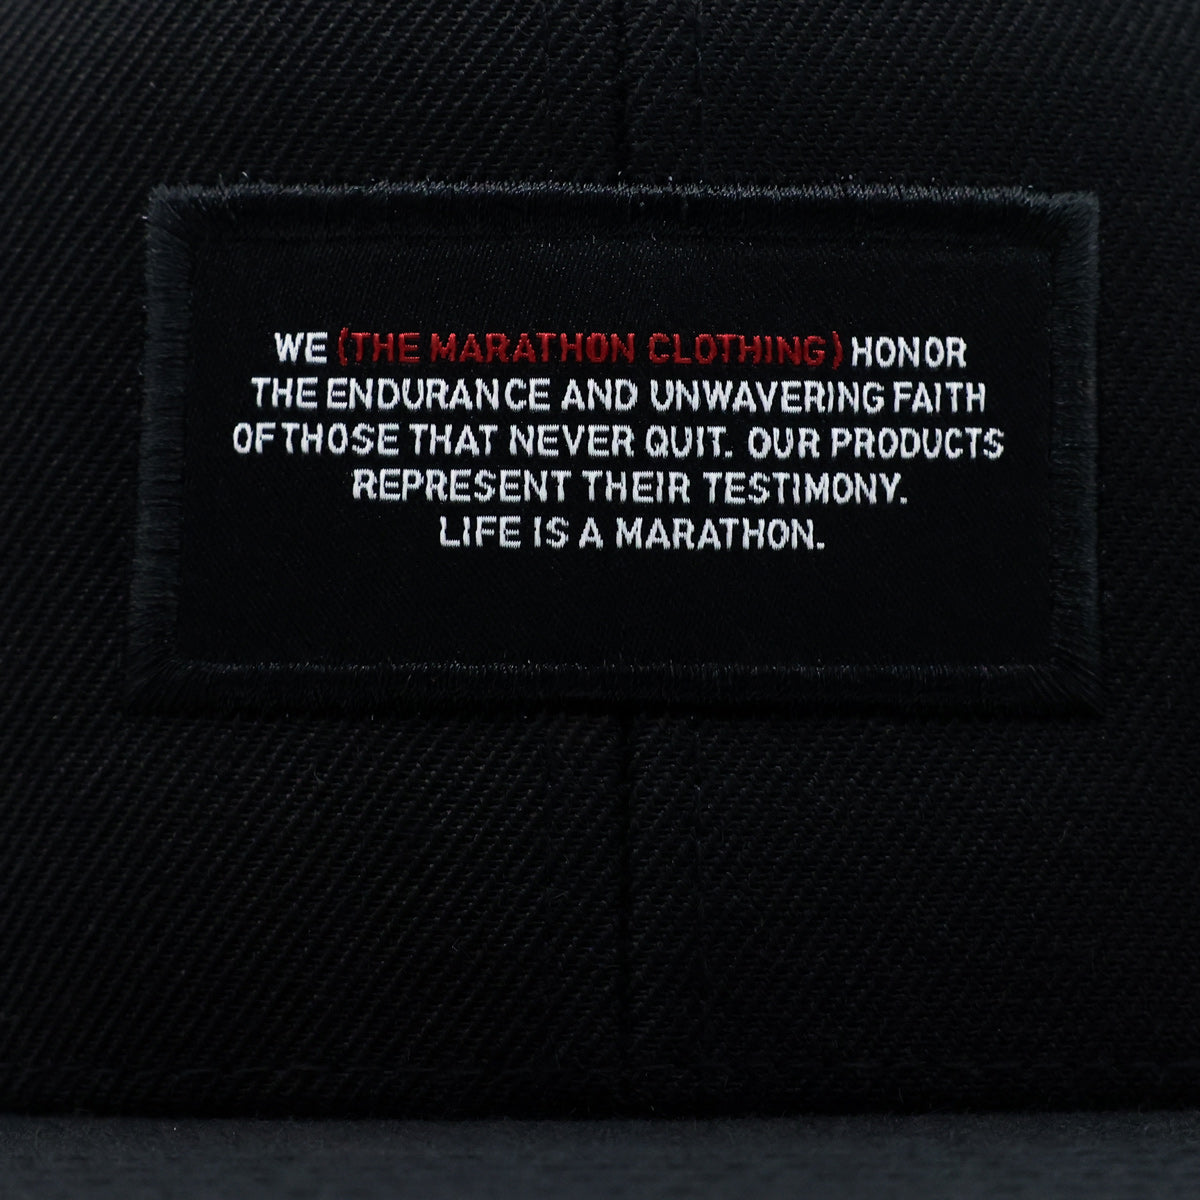 WE (THE MARATHON CLOTHING) HONOR
THE ENDURANCE AND UNWAVERING FAITH
OF THOSE THAT NEVER QUIT. OUR PRODUCTS
REPRESENT THEIR TESTIMONY.
LIFE IS A MARATHON.